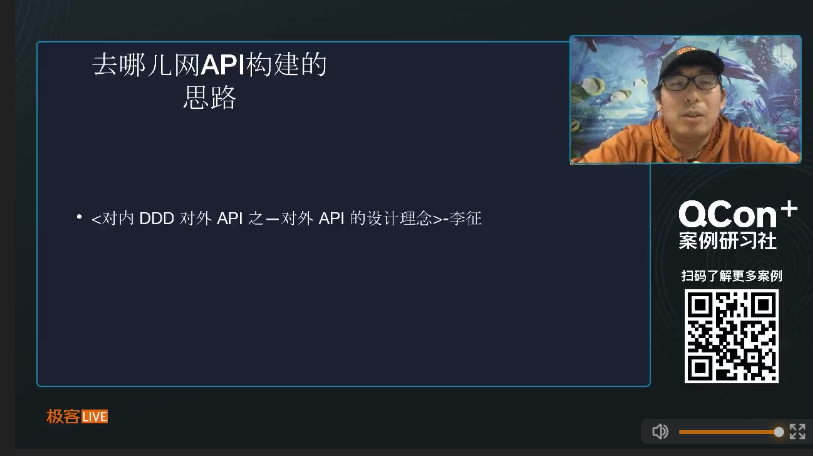 去哪儿网API构建的
思路
• <对内 DDD 对外 API 之—对外 API 的设计理念>-李征
QCon+
案例研习社
扫码了解更多案例
极客LIVE